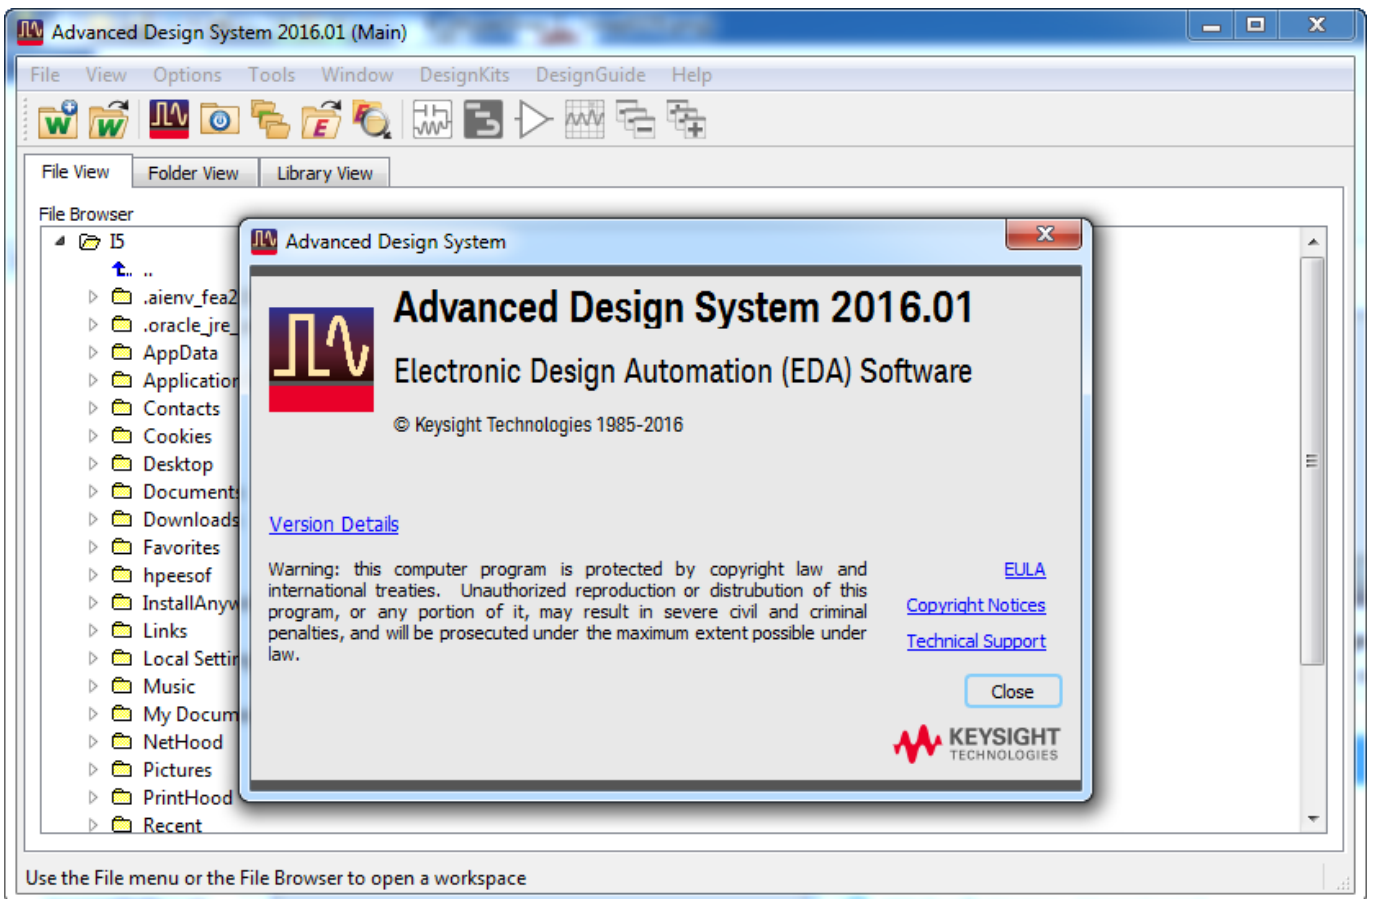 Advanced Design System 2016.01 (Main)
File View Options Tools Window DesignKits DesignGuide Help
File View Folder View Library View
File Browser
I5
..
.aienv_fea2
.oracle_jre_
AppData
Application
Contacts
Cookies
Desktop
Documents
Downloads
Favorites
hpeesof
InstallAnyw
Links
Local Settin
Music
My Docum
NetHood
Pictures
PrintHood
Recent
Advanced Design System
Advanced Design System 2016.01
Electronic Design Automation (EDA) Software
© Keysight Technologies 1985-2016
Version Details
Warning: this computer program is protected by copyright law and
international treaties. Unauthorized reproduction or distrubution of this
program, or any portion of it, may result in severe civil and criminal
penalties, and will be prosecuted under the maximum extent possible under
law.
EULA
Copyright Notices
Technical Support
Close
KEYSIGHT
TECHNOLOGIES
Use the File menu or the File Browser to open a workspace